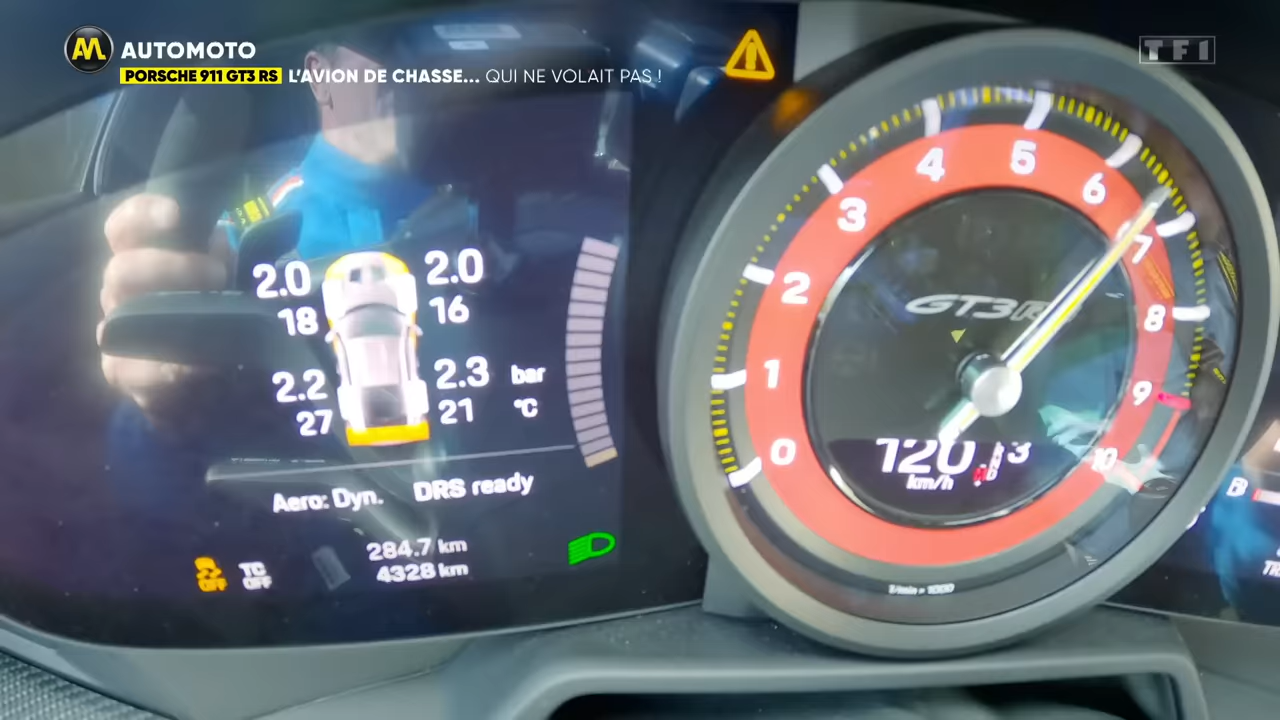 AUTOMOTO
PORSCHE 911 GT3 RS L'AVION DE CHASSE... QUI NE VOLAIT PAS !
TF1
2.0 2.0
18 16
2.2 2.3 bar
27 21 °C
Aero: Dyn. DRS ready
OFF TC OFF
284.7 km
4328 km
0 1 2 3 4 5 6 7 8 9 10
GT3R
120
km/h
3